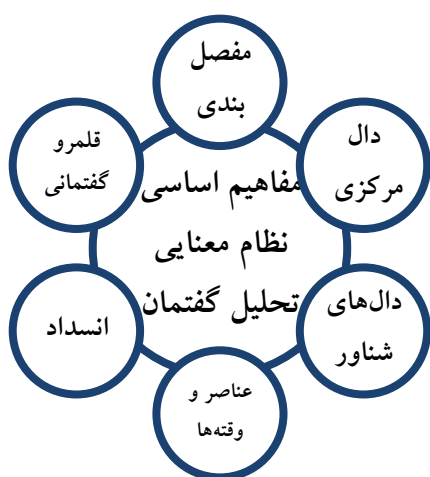 مفصل
بندی
دال
مرکزی
دال‌های
شناور
عناصر و
وقته‌ها
انسداد
قلمرو
گفتمانی
مفاهیم اساسی
نظام معنایی
تحلیل گفتمان